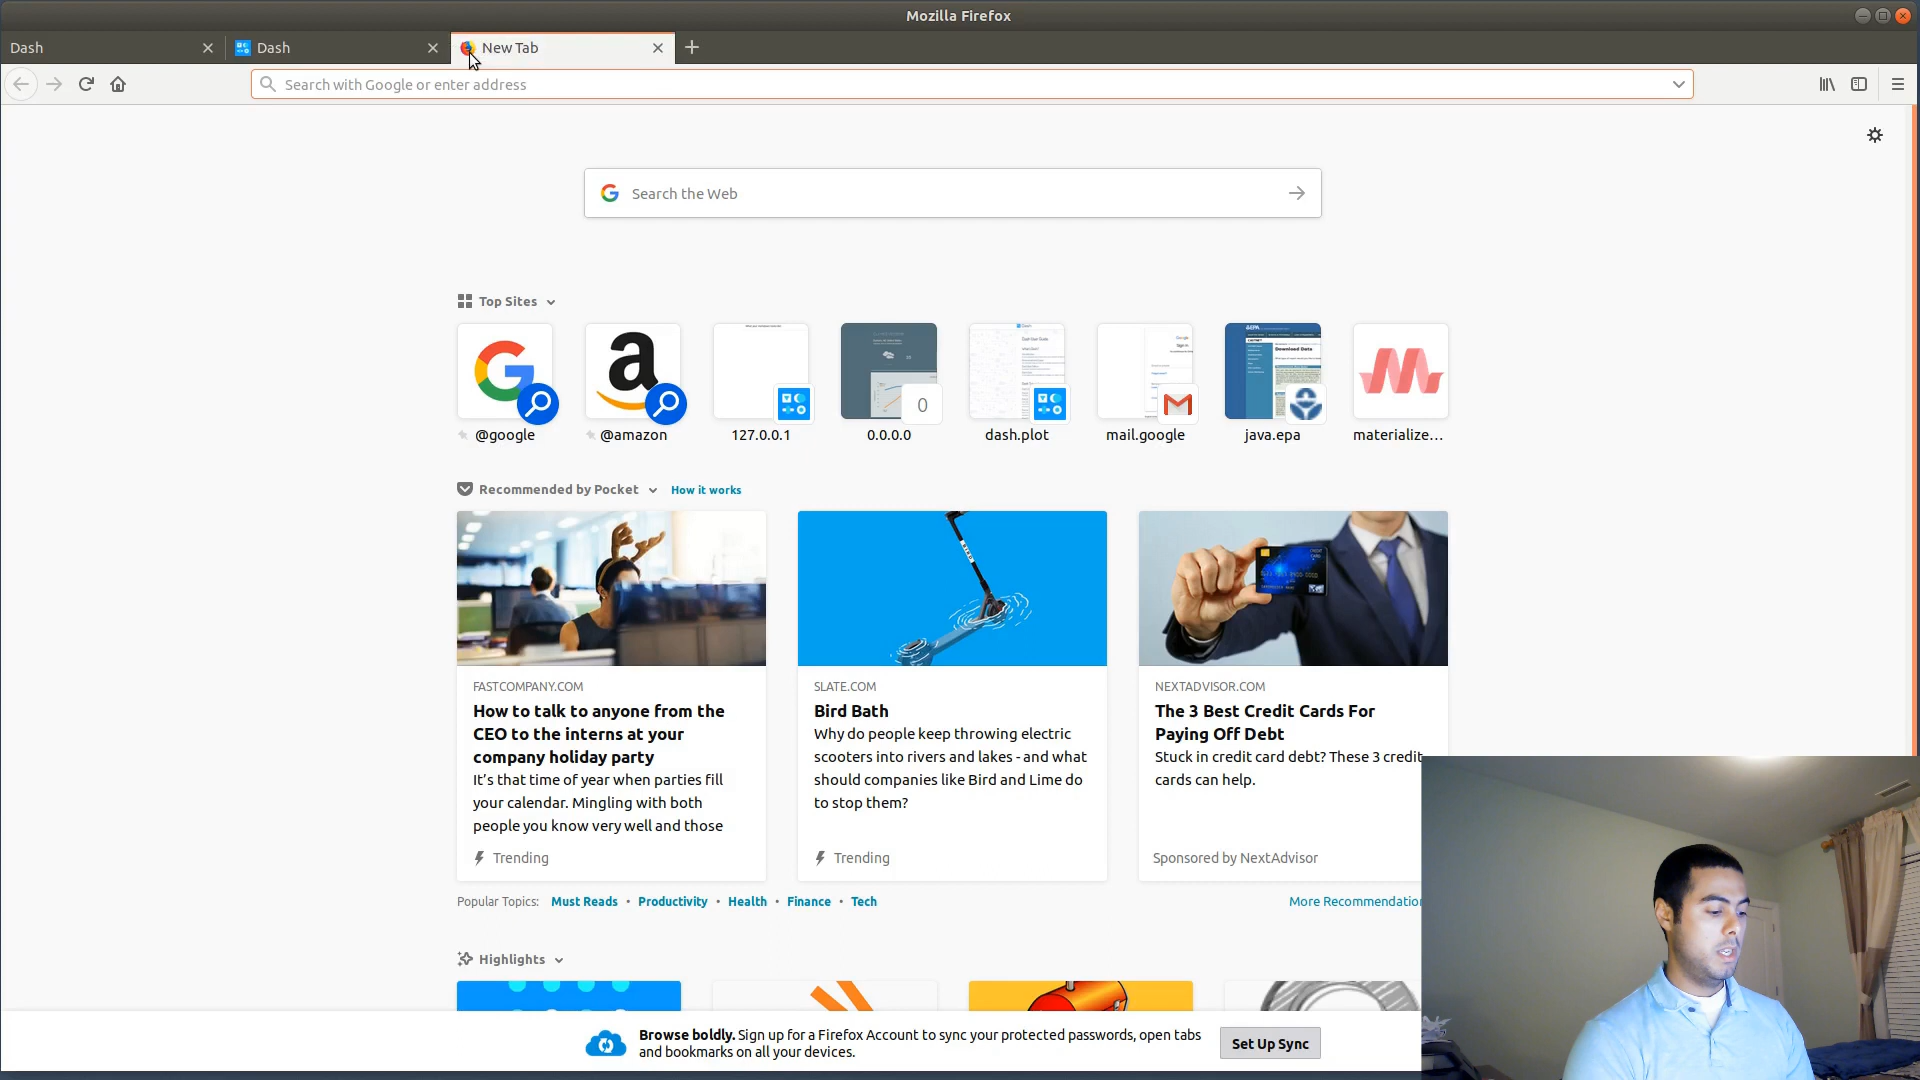 Mozilla Firefox
Dash
Dash
New Tab
Search with Google or enter address
Search the Web
Top Sites
@google
@amazon
127.0.0.1
0
0.0.0.0
dash.plot
mail.google
java.epa
materialize...
Recommended by Pocket
How it works
FASTCOMPANY.COM
How to talk to anyone from the
CEO to the interns at your
company holiday party
It's that time of year when parties fill
your calendar. Mingling with both
people you know very well and those
Trending
SLATE.COM
Bird Bath
Why do people keep throwing electric
scooters into rivers and lakes - and what
should companies like Bird and Lime do
to stop them?
Trending
NEXTADVISOR.COM
The 3 Best Credit Cards For
Paying Off Debt
Stuck in credit card debt? These 3 credit
cards can help.
Sponsored by NextAdvisor
Popular Topics: Must Reads • Productivity • Health • Finance • Tech
More Recommendation
Highlights
Browse boldly. Sign up for a Firefox Account to sync your protected passwords, open tabs
and bookmarks on all your devices.
Set Up Sync